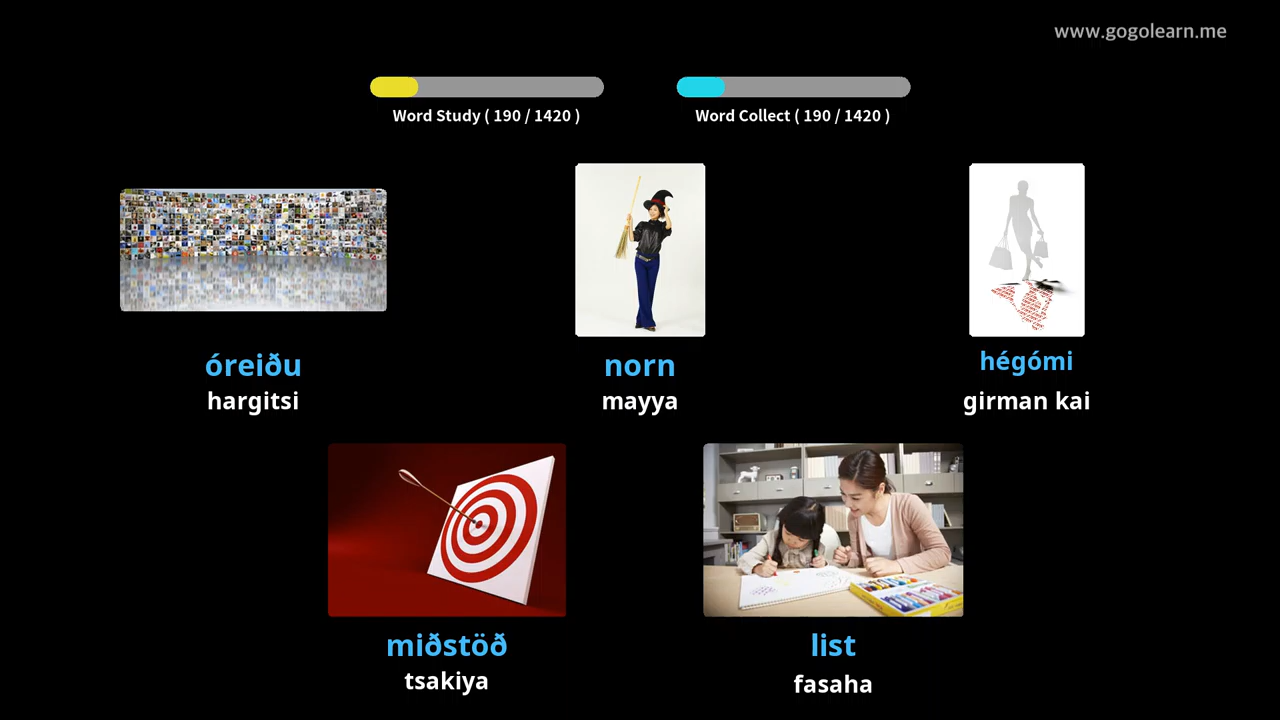 www.gogolearn.me
Word Study ( 190 / 1420 )
Word Collect ( 190 / 1420 )
óreiðu
hargitsi
norn
mayya
hégómi
girman kai
miðstöð
tsakiya
list
fasaha